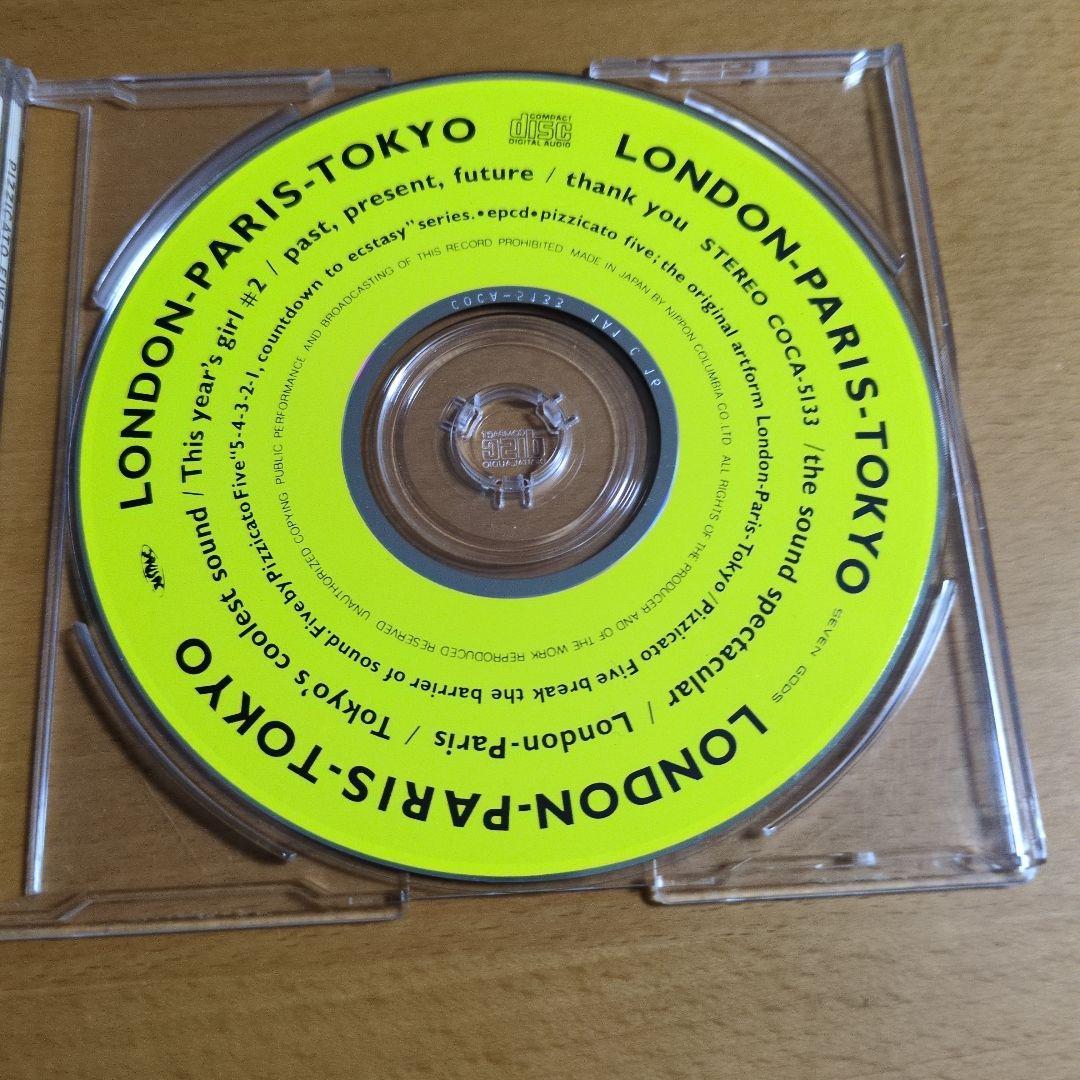 LONDON-PARIS-TOKYO
LONDON-PARIS-TOKYO
LONDON-PARIS-TOKYO
COMPACT
disc
DIGITAL AUDIO
STEREO COCA-5133 /the sound spectacular / London-Paris / Tokyo's coolest sound / This year's girl #2 / past, present, future / thank you
epcd•pizzicato five; the original artform London-Paris-Tokyo/Pizzicato Five break the barrier of sound. Five by Pizzicato Five "5-4-3-2-1, countdown to ecstasy" series.•
MADE IN JAPAN BY NIPPON COLUMBIA CO. LTD ALL RIGHTS OF THE PRODUCER AND OF THE WORK REPRODUCED RESERVED UNAUTHORIZED COPYING PUBLIC PERFORMANCE AND BROADCASTING OF THIS RECORD PROHIBITED
SEVEN GODS
COCA-5133
PIZZICATO FIVE